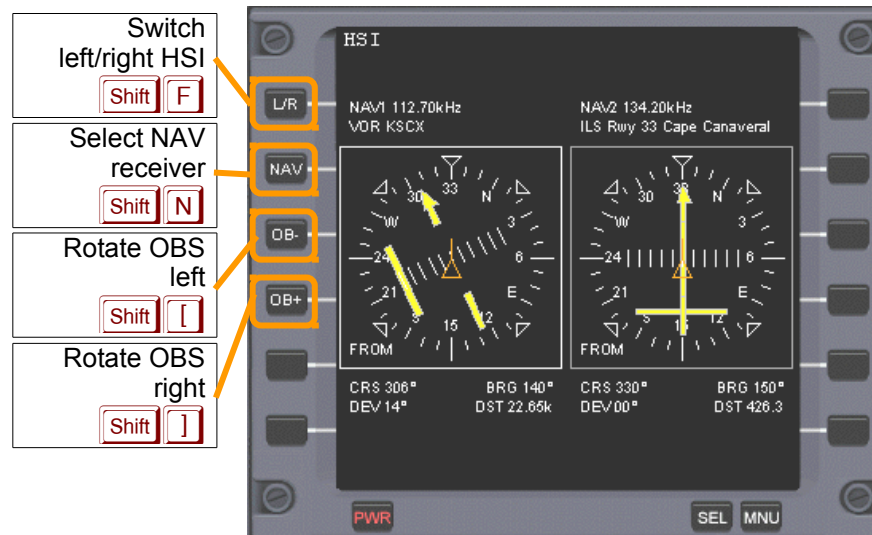 Switch
left/right HSI
Shift F
Select NAV
receiver
Shift N
Rotate OBS
left
Shift [
Rotate OBS
right
Shift ]
HSI
L/R
NAV
OB-
OB+
NAV1 112.70kHz
VOR KSCX
NAV2 134.20kHz
ILS Rwy 33 Cape Canaveral
30 33 N
W 3
24 6
21 E
S 15 12
FROM
30 33 N
W 3
24 6
21 E
S 15 12
FROM
CRS 306° BRG 140°
DEV 14° DST 22.65k
CRS 330° BRG 150°
DEV 00° DST 426.3
PWR
SEL
MNU